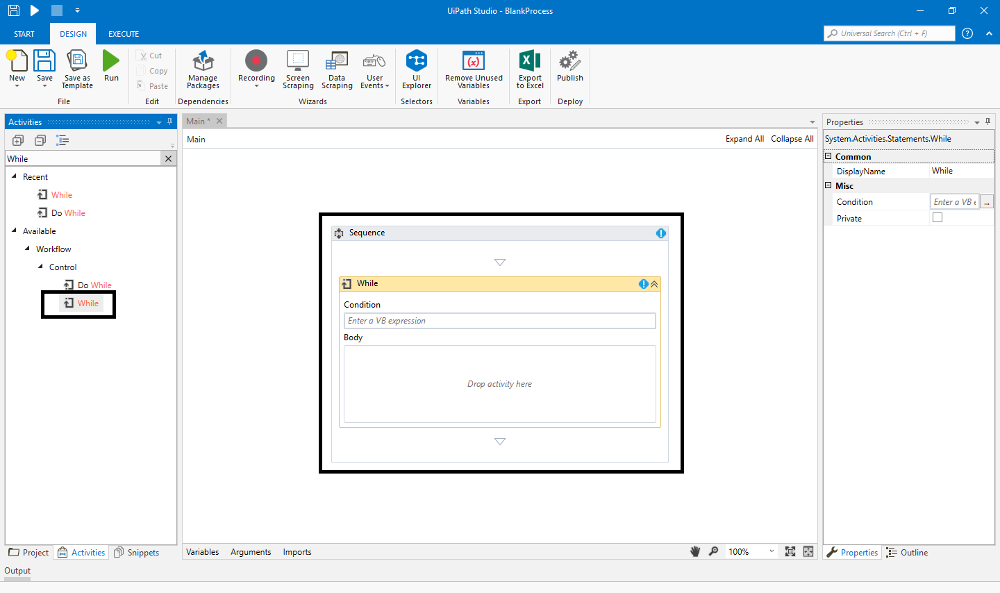 UiPath Studio - BlankProcess
START DESIGN EXECUTE
Universal Search (Ctrl + F)
New
Save
Save as Template
Run
Cut
Copy
Paste
Manage Packages
Recording
Screen Scraping
Data Scraping
User Events
UI Explorer
Remove Unused Variables
Export to Excel
Publish
File Edit Dependencies Wizards Selectors Variables Export Deploy
Activities
While
Recent
While
Do While
Available
Workflow
Control
Do While
While
Project Activities Snippets
Main *
Main Expand All Collapse All
Sequence
While
Condition
Enter a VB expression
Body
Drop activity here
Variables Arguments Imports 100%
Properties
System.Activities.Statements.While
Common
DisplayName While
Misc
Condition Enter a VB e ...
Private
Properties Outline
Output